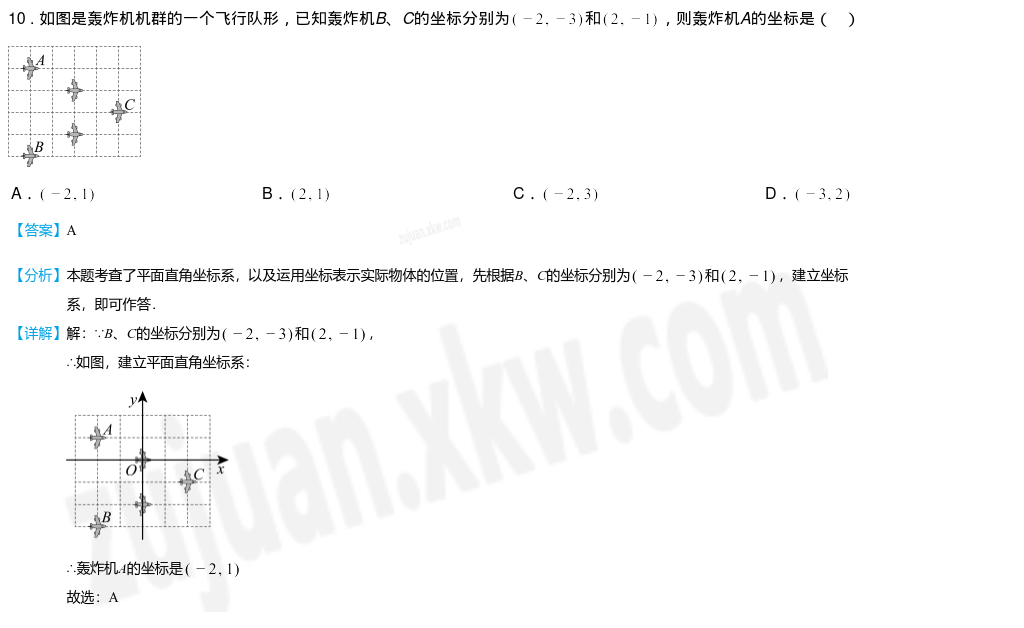 10．如图是轰炸机机群的一个飞行队形，已知轰炸机B、C的坐标分别为(－2, －3)和(2, －1)，则轰炸机A的坐标是（　）
A
C
B
A．(－2, 1)　B．(2, 1)　C．(－2, 3)　D．(－3, 2)
【答案】A
zujuan.xkw.com
【分析】本题考查了平面直角坐标系，以及运用坐标表示实际物体的位置，先根据B、C的坐标分别为(－2, －3)和(2, －1)，建立坐标
系，即可作答．
【详解】解：∵B、C的坐标分别为(－2, －3)和(2, －1)，
∴如图，建立平面直角坐标系：
y
A
O
C x
B
zujuan.xkw.com
∴轰炸机A的坐标是(－2, 1)
故选：A